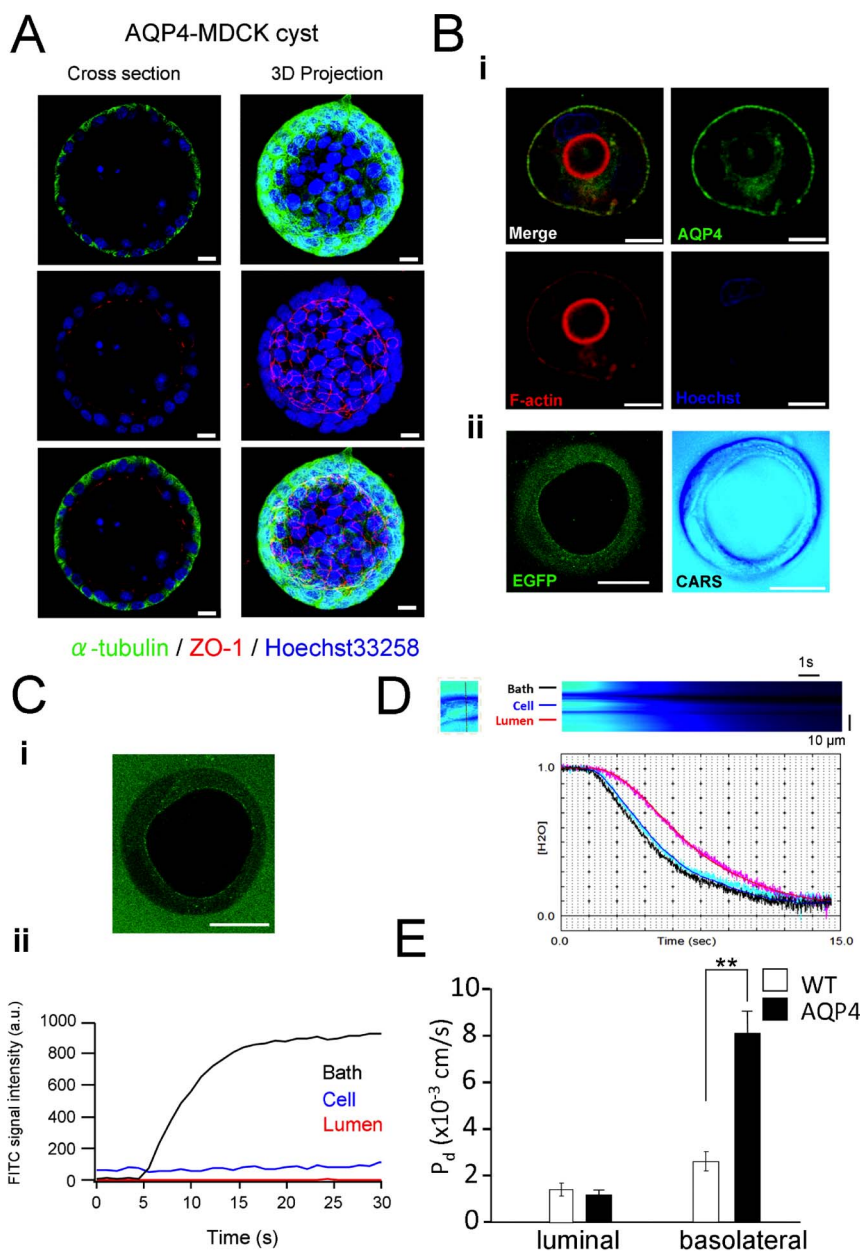 A
AQP4-MDCK cyst
Cross section
3D Projection
α-tubulin / ZO-1 / Hoechst33258
B
i
Merge
AQP4
F-actin
Hoechst
ii
EGFP
CARS
C
i
ii
FITC signal intensity (a.u.)
1000
800
600
400
200
0
Bath
Cell
Lumen
0 5 10 15 20 25 30
Time (s)
D
1s
Bath
Cell
Lumen
10 μm
1.0
[H2O]
0.0
0.0 Time (sec) 15.0
E
**
WT
AQP4
Pd (x10-3 cm/s)
10
8
6
4
2
0
luminal basolateral